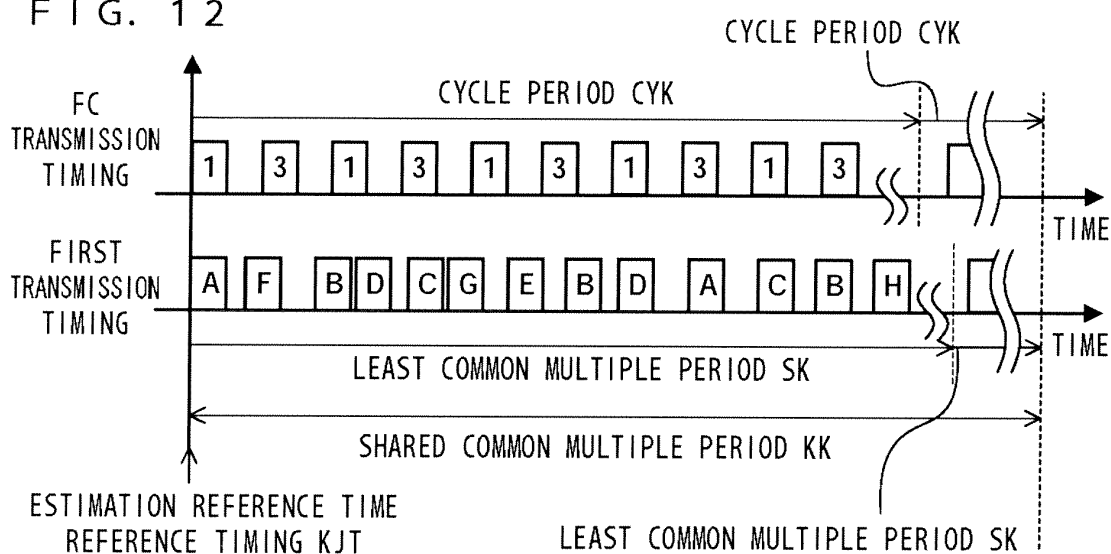 FIG. 12
CYCLE PERIOD CYK
CYCLE PERIOD CYK
FC
TRANSMISSION
TIMING
1 3 1 3 1 3 1 3 1 3
TIME
FIRST
TRANSMISSION
TIMING
A F B D C G E B D A C B H
TIME
LEAST COMMON MULTIPLE PERIOD SK
SHARED COMMON MULTIPLE PERIOD KK
ESTIMATION REFERENCE TIME
REFERENCE TIMING KJT
LEAST COMMON MULTIPLE PERIOD SK